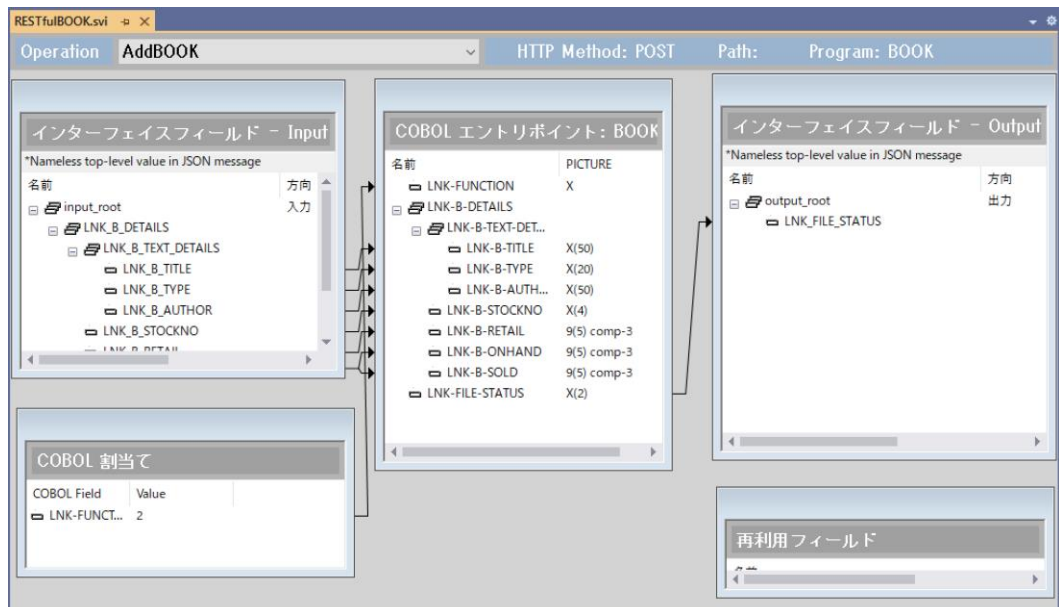 RESTfulBOOK.svi
Operation AddBOOK HTTP Method: POST Path: Program: BOOK
インターフェイスフィールド - Input
*Nameless top-level value in JSON message
名前 方向
input_root 入力
LNK_B_DETAILS
LNK_B_TEXT_DETAILS
LNK_B_TITLE
LNK_B_TYPE
LNK_B_AUTHOR
LNK_B_STOCKNO
LNK_B_RETAIL
COBOL 割当て
COBOL Field Value
LNK-FUNCT... 2
COBOL エントリポイント: BOOK
名前 PICTURE
LNK-FUNCTION X
LNK-B-DETAILS
LNK-B-TEXT-DET...
LNK-B-TITLE X(50)
LNK-B-TYPE X(20)
LNK-B-AUTH... X(50)
LNK-B-STOCKNO X(4)
LNK-B-RETAIL 9(5) comp-3
LNK-B-ONHAND 9(5) comp-3
LNK-B-SOLD 9(5) comp-3
LNK-FILE-STATUS X(2)
インターフェイスフィールド - Output
*Nameless top-level value in JSON message
名前 方向
output_root 出力
LNK_FILE_STATUS
再利用フィールド